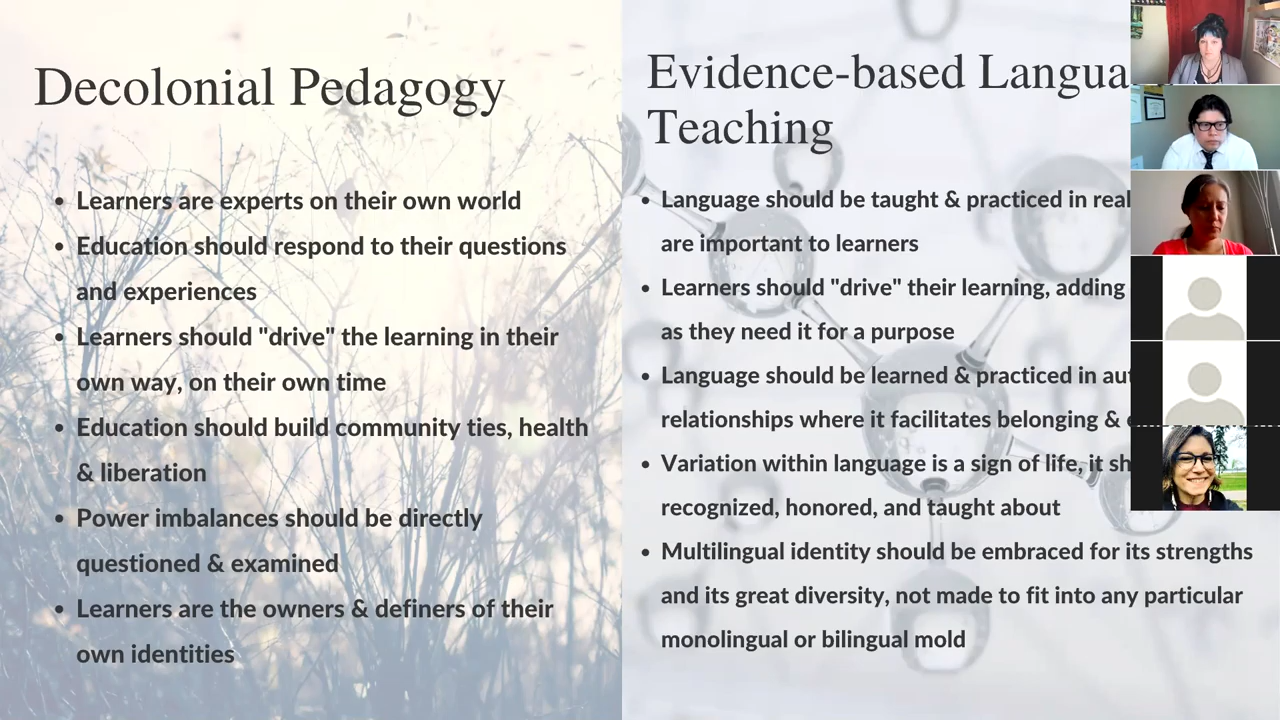 Decolonial Pedagogy
• Learners are experts on their own world
• Education should respond to their questions
and experiences
• Learners should "drive" the learning in their
own way, on their own time
• Education should build community ties, health
& liberation
• Power imbalances should be directly
questioned & examined
• Learners are the owners & definers of their
own identities
Evidence-based
Teaching
• Language should be taught & practiced in
are important to learners
• Learners should "drive" their learning, adding
as they need it for a purpose
• Language should be learned & practiced in
relationships where it facilitates belonging &
• Variation within language is a sign of life, it
recognized, honored, and taught about
• Multilingual identity should be embraced for its strengths
and its great diversity, not made to fit into any particular
monolingual or bilingual mold